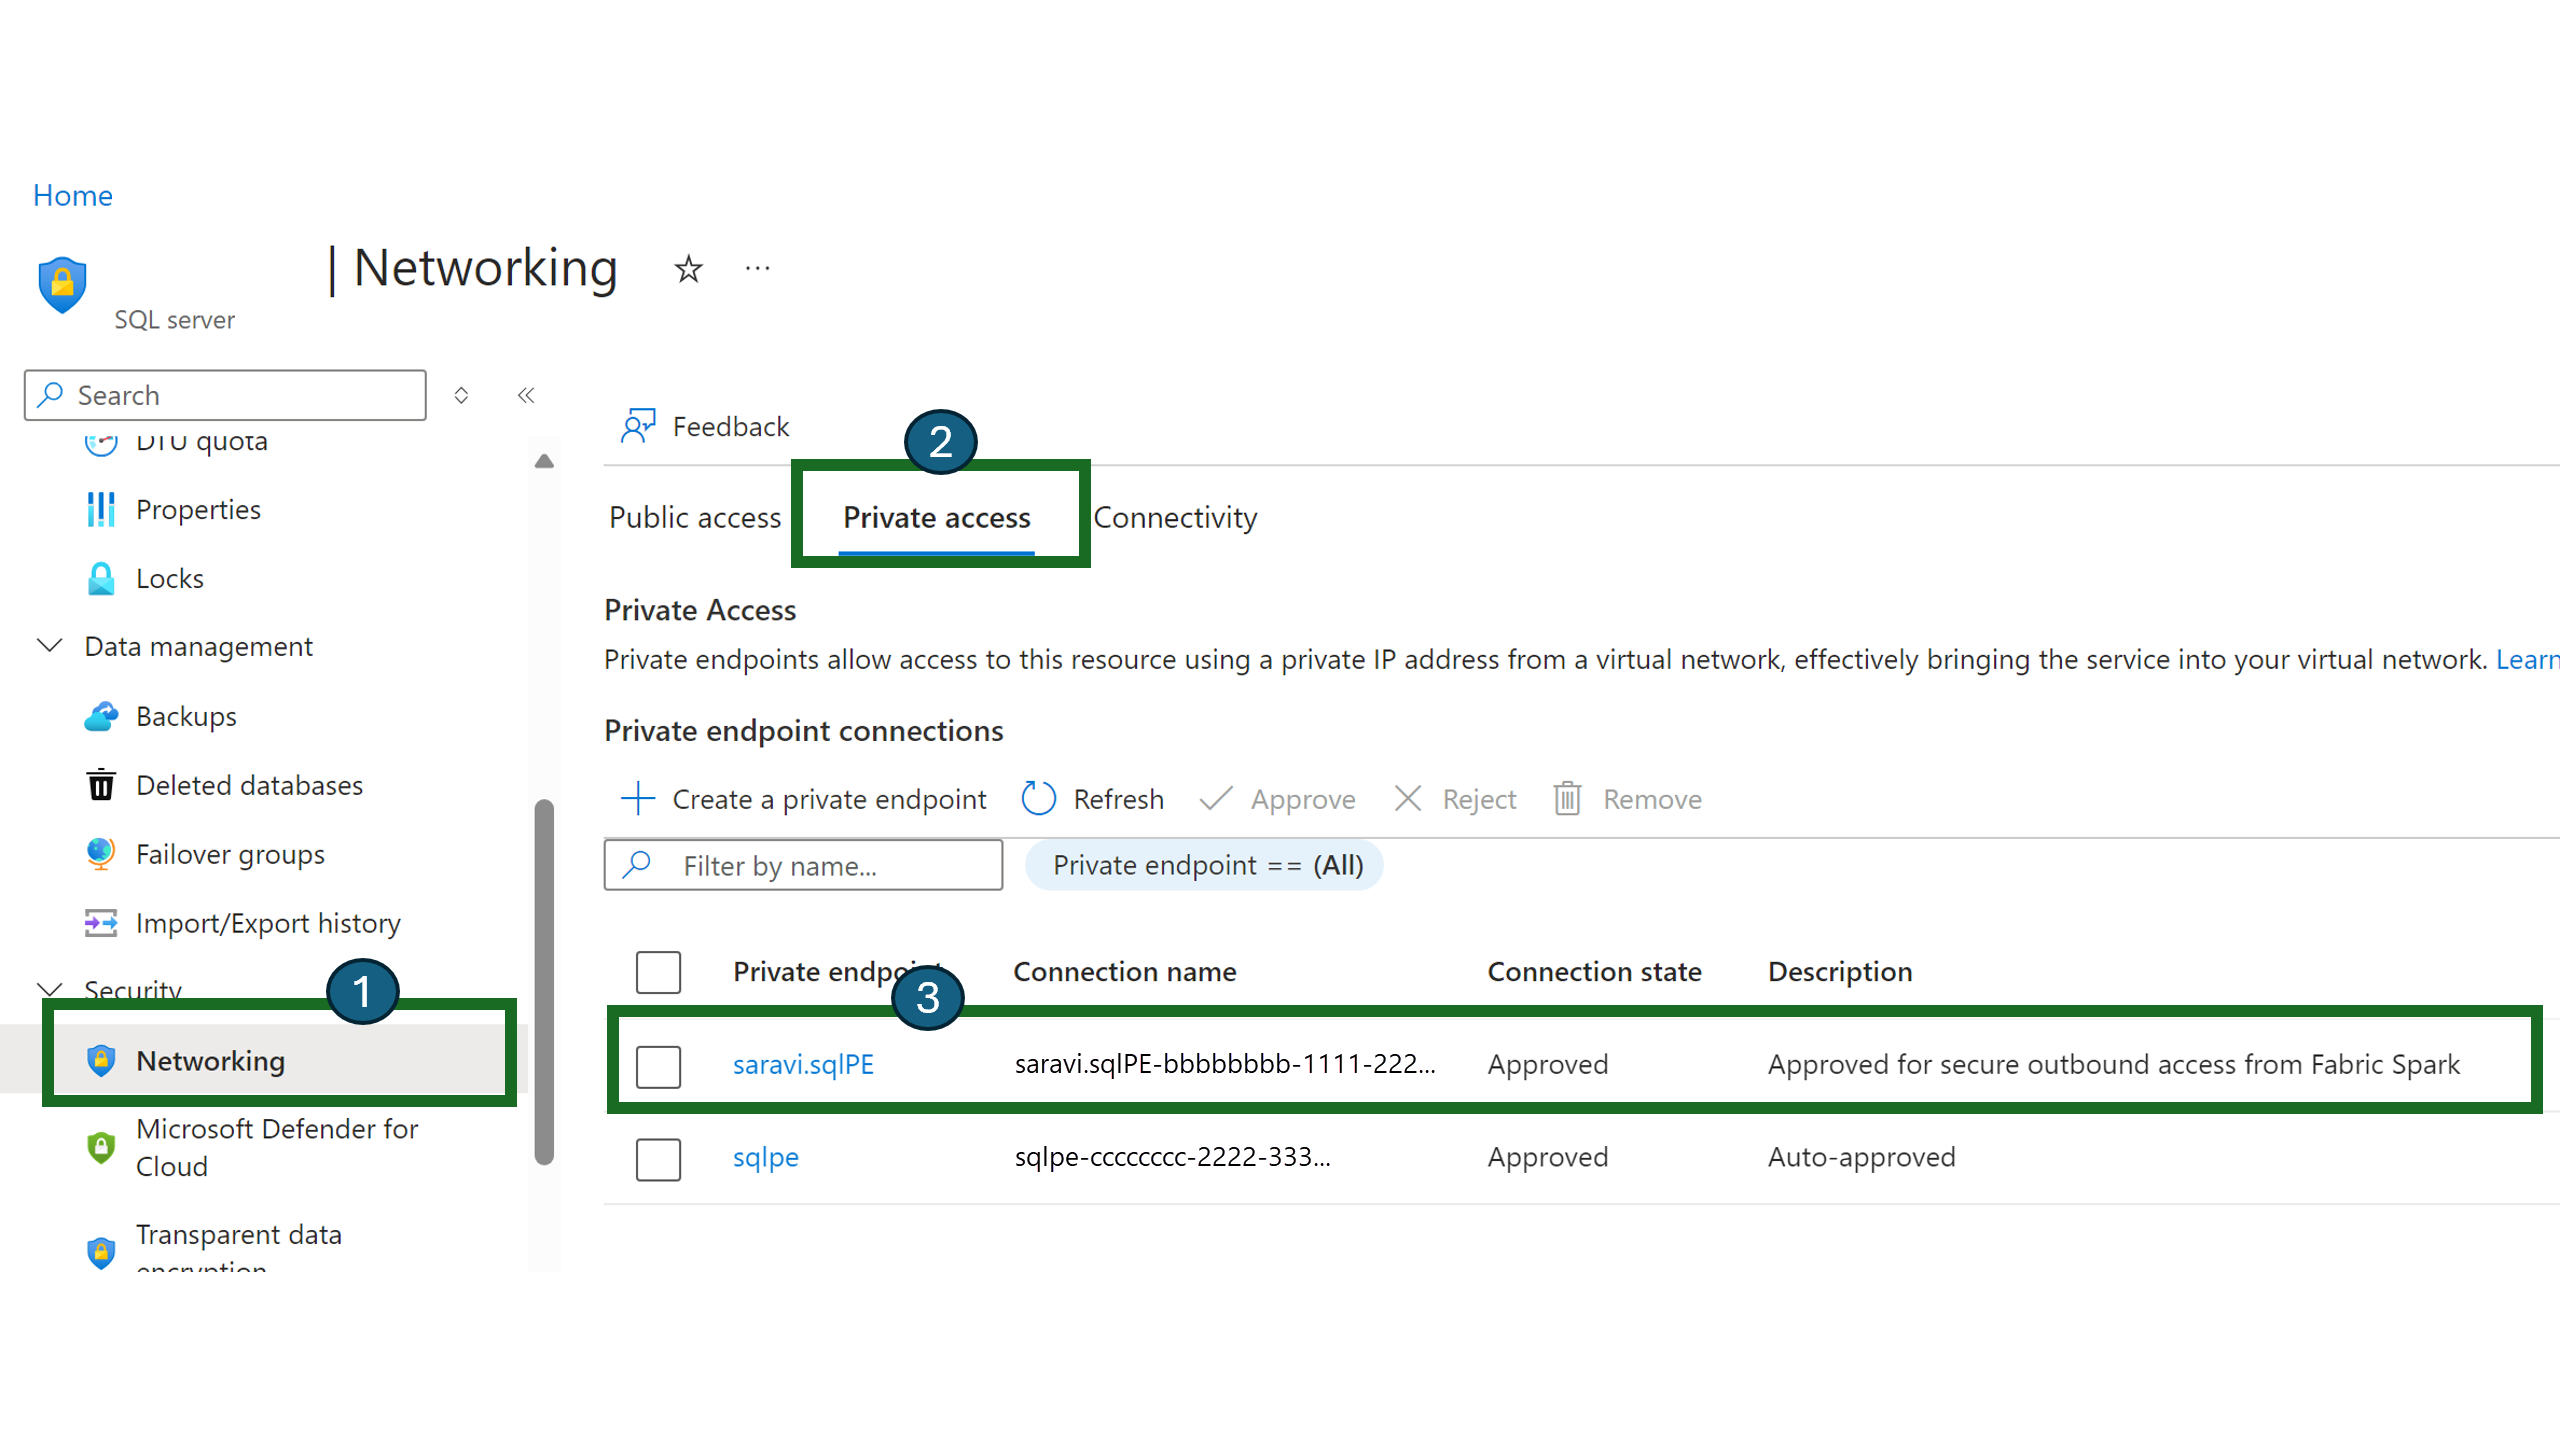 Home
| Networking
SQL server
Search
DTU quota
Properties
Locks
Data management
Backups
Deleted databases
Failover groups
Import/Export history
Security
1
Networking
Microsoft Defender for
Cloud
Transparent data
encryption
Feedback
2
Public access Private access Connectivity
Private Access
Private endpoints allow access to this resource using a private IP address from a virtual network, effectively bringing the service into your virtual network. Learn
Private endpoint connections
Create a private endpoint Refresh Approve Reject Remove
Filter by name... Private endpoint == (All)
Private endpoint Connection name Connection state Description
3
saravi.sqlPE saravi.sqlPE-bbbbbbbb-1111-222... Approved Approved for secure outbound access from Fabric Spark
sqlpe sqlpe-cccccccc-2222-333... Approved Auto-approved